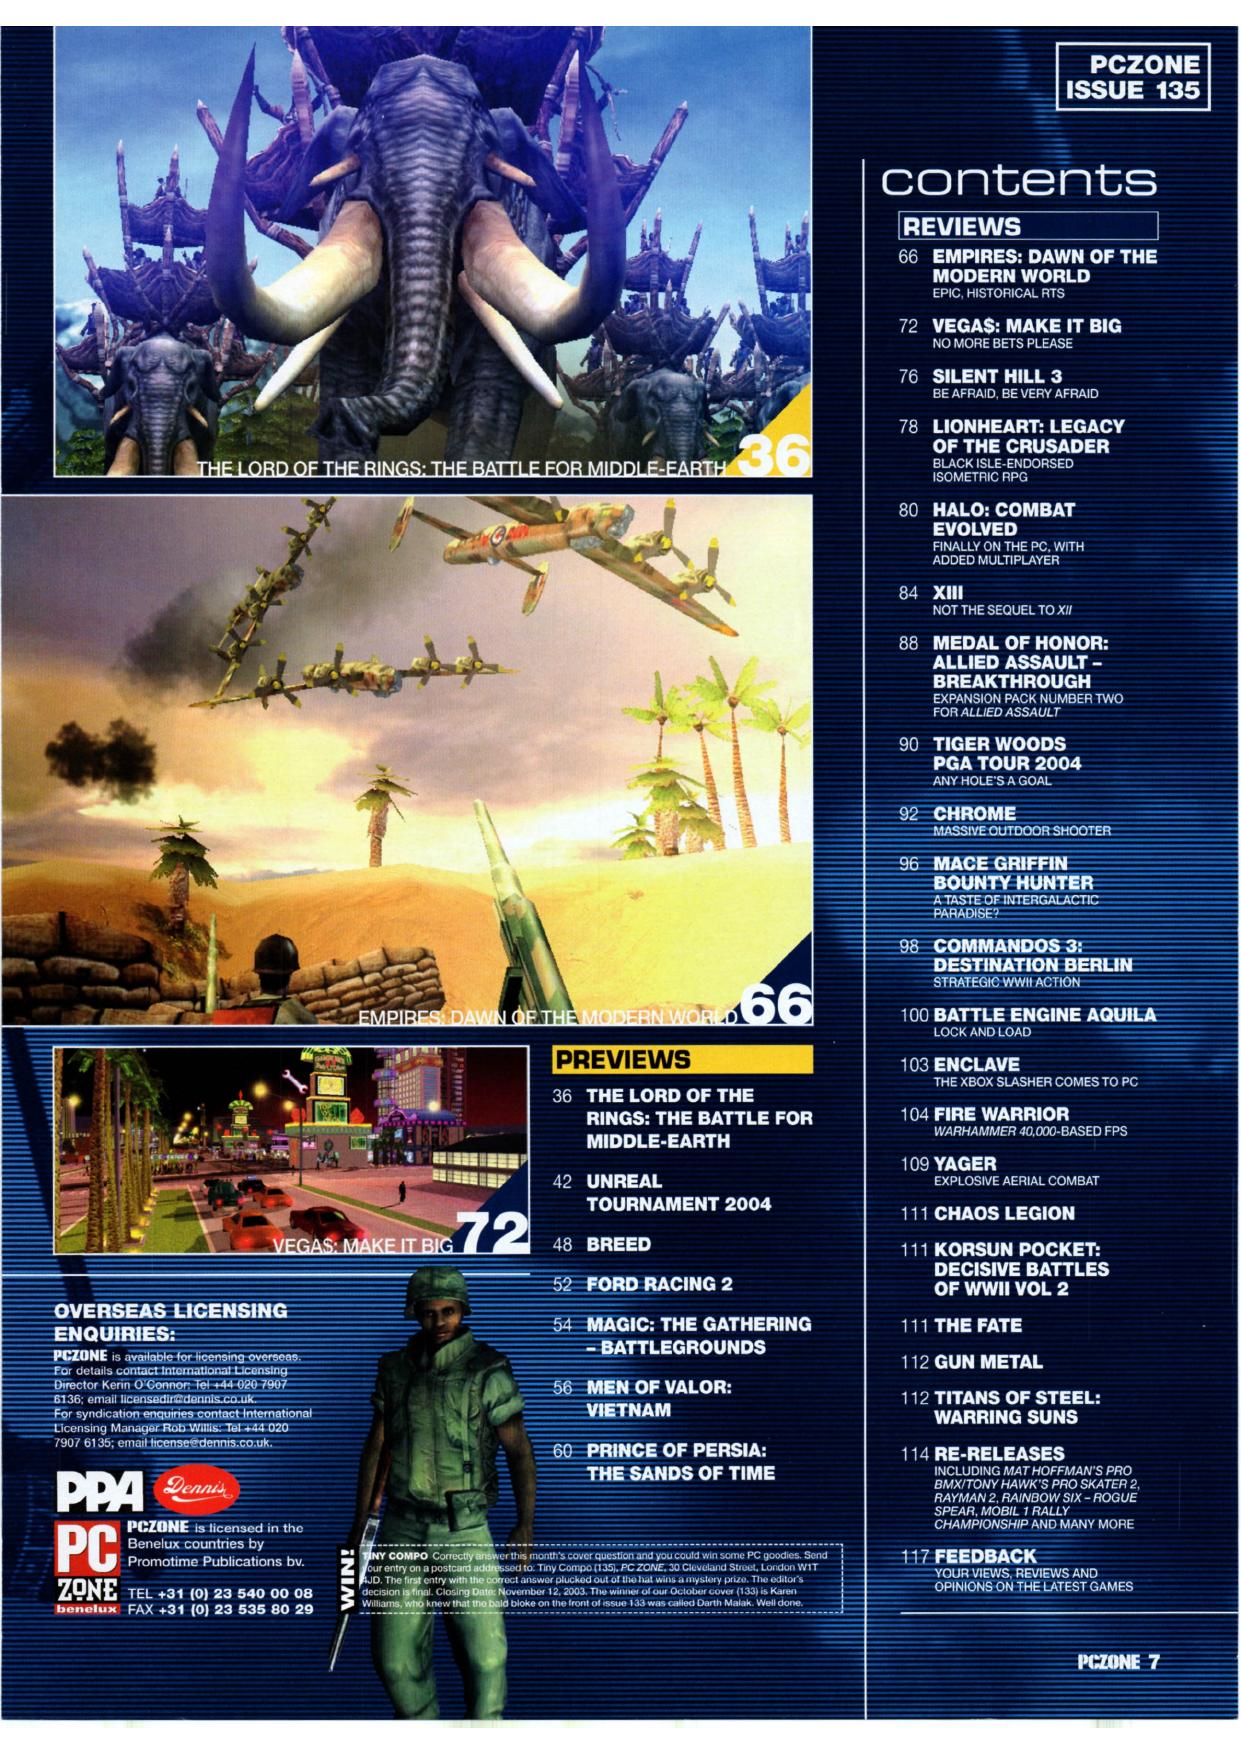 PCZONE
ISSUE 135
contents
REVIEWS
66 EMPIRES: DAWN OF THE
MODERN WORLD
EPIC, HISTORICAL RTS
72 VEGA$: MAKE IT BIG
NO MORE BETS PLEASE
76 SILENT HILL 3
BE AFRAID, BE VERY AFRAID
78 LIONHEART: LEGACY
OF THE CRUSADER
BLACK ISLE-ENDORSED
ISOMETRIC RPG
80 HALO: COMBAT
EVOLVED
FINALLY ON THE PC, WITH
ADDED MULTIPLAYER
84 XIII
NOT THE SEQUEL TO XII
88 MEDAL OF HONOR:
ALLIED ASSAULT –
BREAKTHROUGH
EXPANSION PACK NUMBER TWO
FOR ALLIED ASSAULT
90 TIGER WOODS
PGA TOUR 2004
ANY HOLE'S A GOAL
92 CHROME
MASSIVE OUTDOOR SHOOTER
96 MACE GRIFFIN
BOUNTY HUNTER
A TASTE OF INTERGALACTIC
PARADISE?
98 COMMANDOS 3:
DESTINATION BERLIN
STRATEGIC WWII ACTION
100 BATTLE ENGINE AQUILA
LOCK AND LOAD
103 ENCLAVE
THE XBOX SLASHER COMES TO PC
104 FIRE WARRIOR
WARHAMMER 40,000-BASED FPS
109 YAGER
EXPLOSIVE AERIAL COMBAT
111 CHAOS LEGION
111 KORSUN POCKET:
DECISIVE BATTLES
OF WWII VOL 2
111 THE FATE
112 GUN METAL
112 TITANS OF STEEL:
WARRING SUNS
114 RE-RELEASES
INCLUDING MAT HOFFMAN'S PRO
BMX/TONY HAWK'S PRO SKATER 2,
RAYMAN 2, RAINBOW SIX – ROGUE
SPEAR, MOBIL 1 RALLY
CHAMPIONSHIP AND MANY MORE
117 FEEDBACK
YOUR VIEWS, REVIEWS AND
OPINIONS ON THE LATEST GAMES
THE LORD OF THE RINGS: THE BATTLE FOR MIDDLE-EARTH 36
EMPIRES: DAWN OF THE MODERN WORLD 66
VEGA$: MAKE IT BIG 72
PREVIEWS
36 THE LORD OF THE
RINGS: THE BATTLE FOR
MIDDLE-EARTH
42 UNREAL
TOURNAMENT 2004
48 BREED
52 FORD RACING 2
54 MAGIC: THE GATHERING
– BATTLEGROUNDS
56 MEN OF VALOR:
VIETNAM
60 PRINCE OF PERSIA:
THE SANDS OF TIME
OVERSEAS LICENSING
ENQUIRIES:
PCZONE is available for licensing overseas.
For details contact International Licensing
Director Kerin O'Connor: Tel +44 020 7907
6136; email licensedir@dennis.co.uk.
For syndication enquiries contact International
Licensing Manager Rob Willis: Tel +44 020
7907 6135; email license@dennis.co.uk.
PPA Dennis
PC
ZONE
benelux
PCZONE is licensed in the
Benelux countries by
Promotime Publications bv.
TEL +31 (0) 23 540 00 08
FAX +31 (0) 23 535 80 29
WIN!
TINY COMPO Correctly answer this month's cover question and you could win some PC goodies. Send
your entry on a postcard addressed to: Tiny Compo (135), PC ZONE, 30 Cleveland Street, London W1T
4JD. The first entry with the correct answer plucked out of the hat wins a mystery prize. The editor's
decision is final. Closing Date: November 12, 2003. The winner of our October cover (133) is Karen
Williams, who knew that the bald bloke on the front of issue 133 was called Darth Malak. Well done.
PCZONE 7